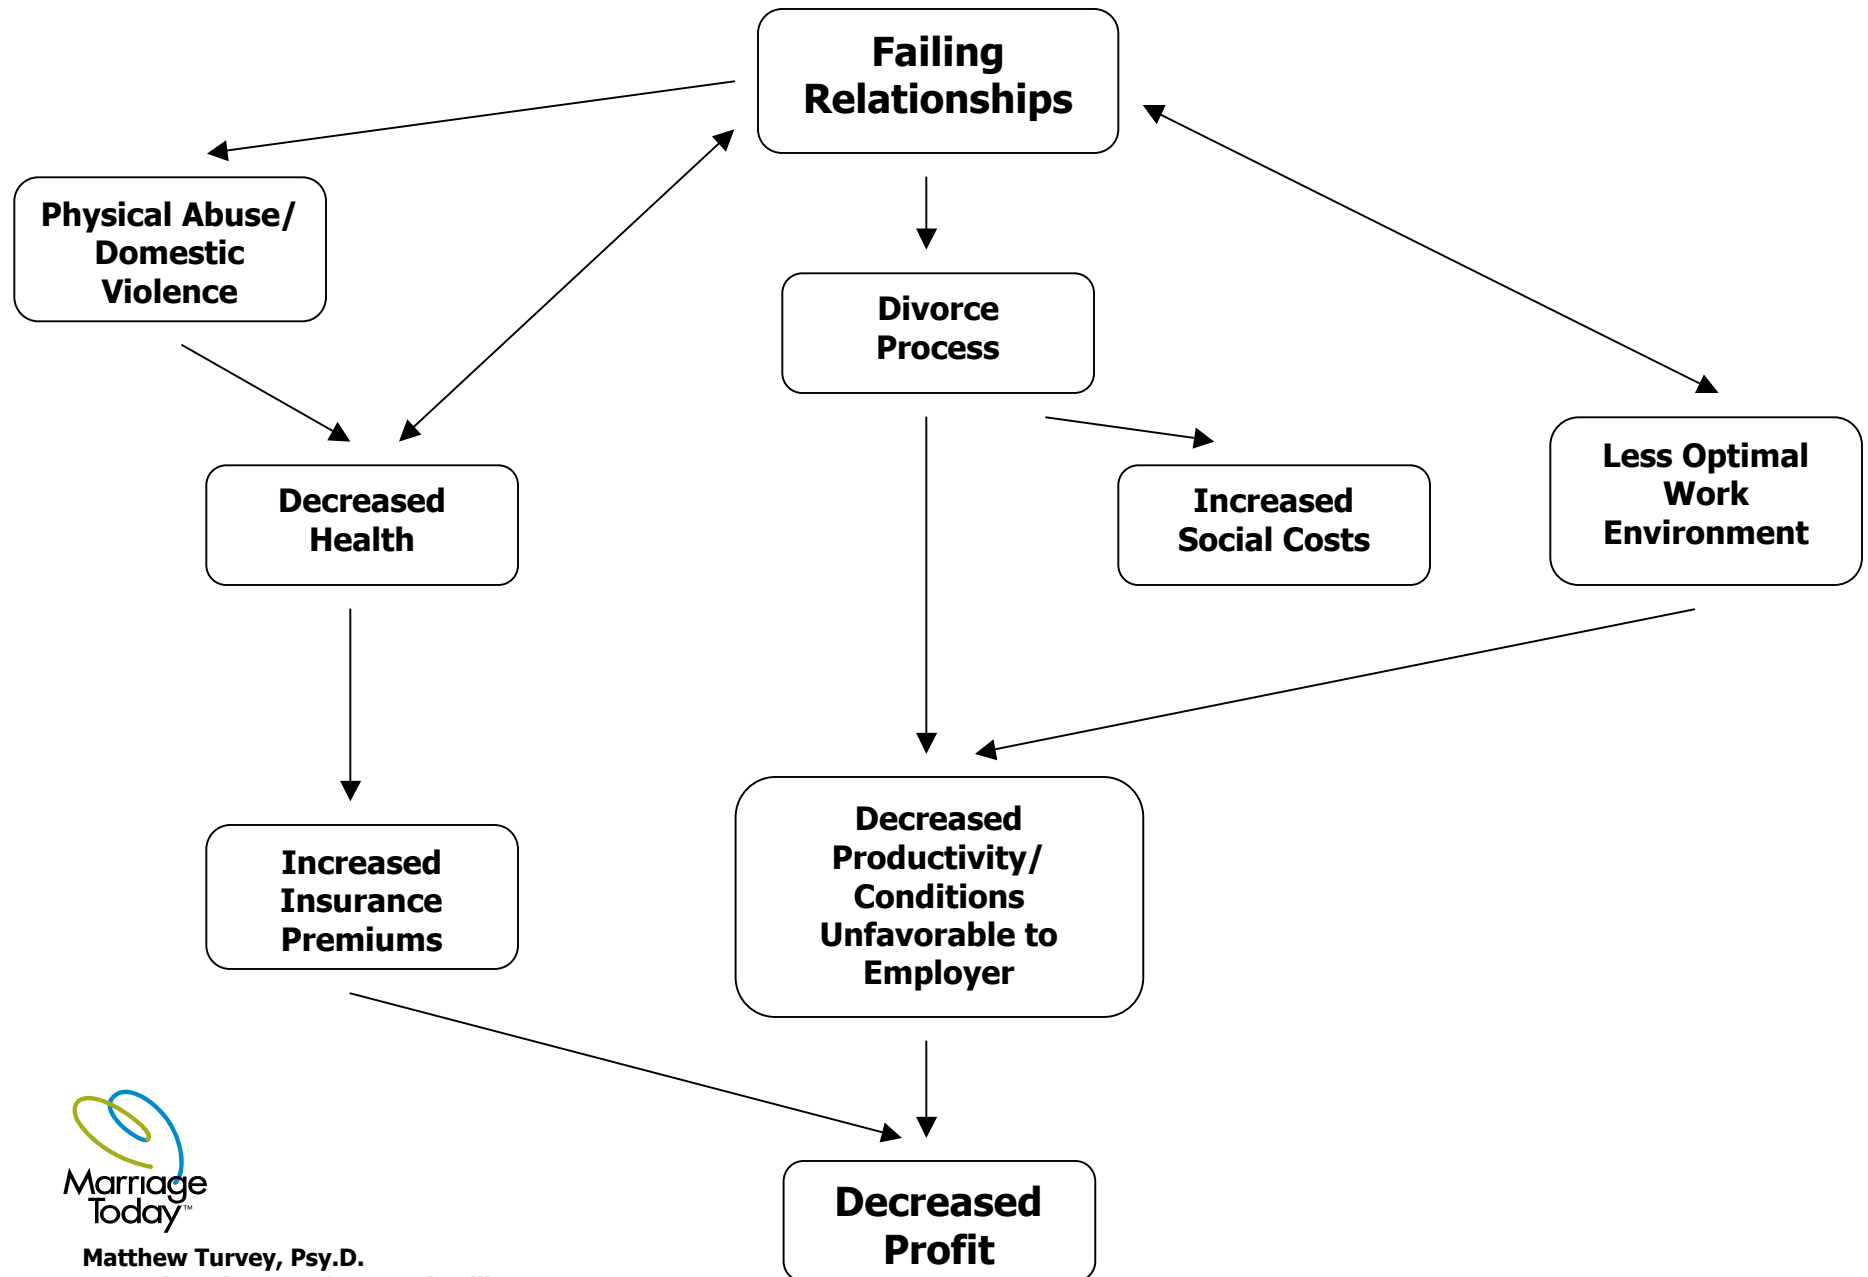 Failing
Relationships
Physical Abuse/
Domestic
Violence
Divorce
Process
Less Optimal
Work
Environment
Decreased
Health
Increased
Social Costs
Increased
Insurance
Premiums
Decreased
Productivity/
Conditions
Unfavorable to
Employer
Decreased
Profit
Marriage
Today™
Matthew Turvey, Psy.D.